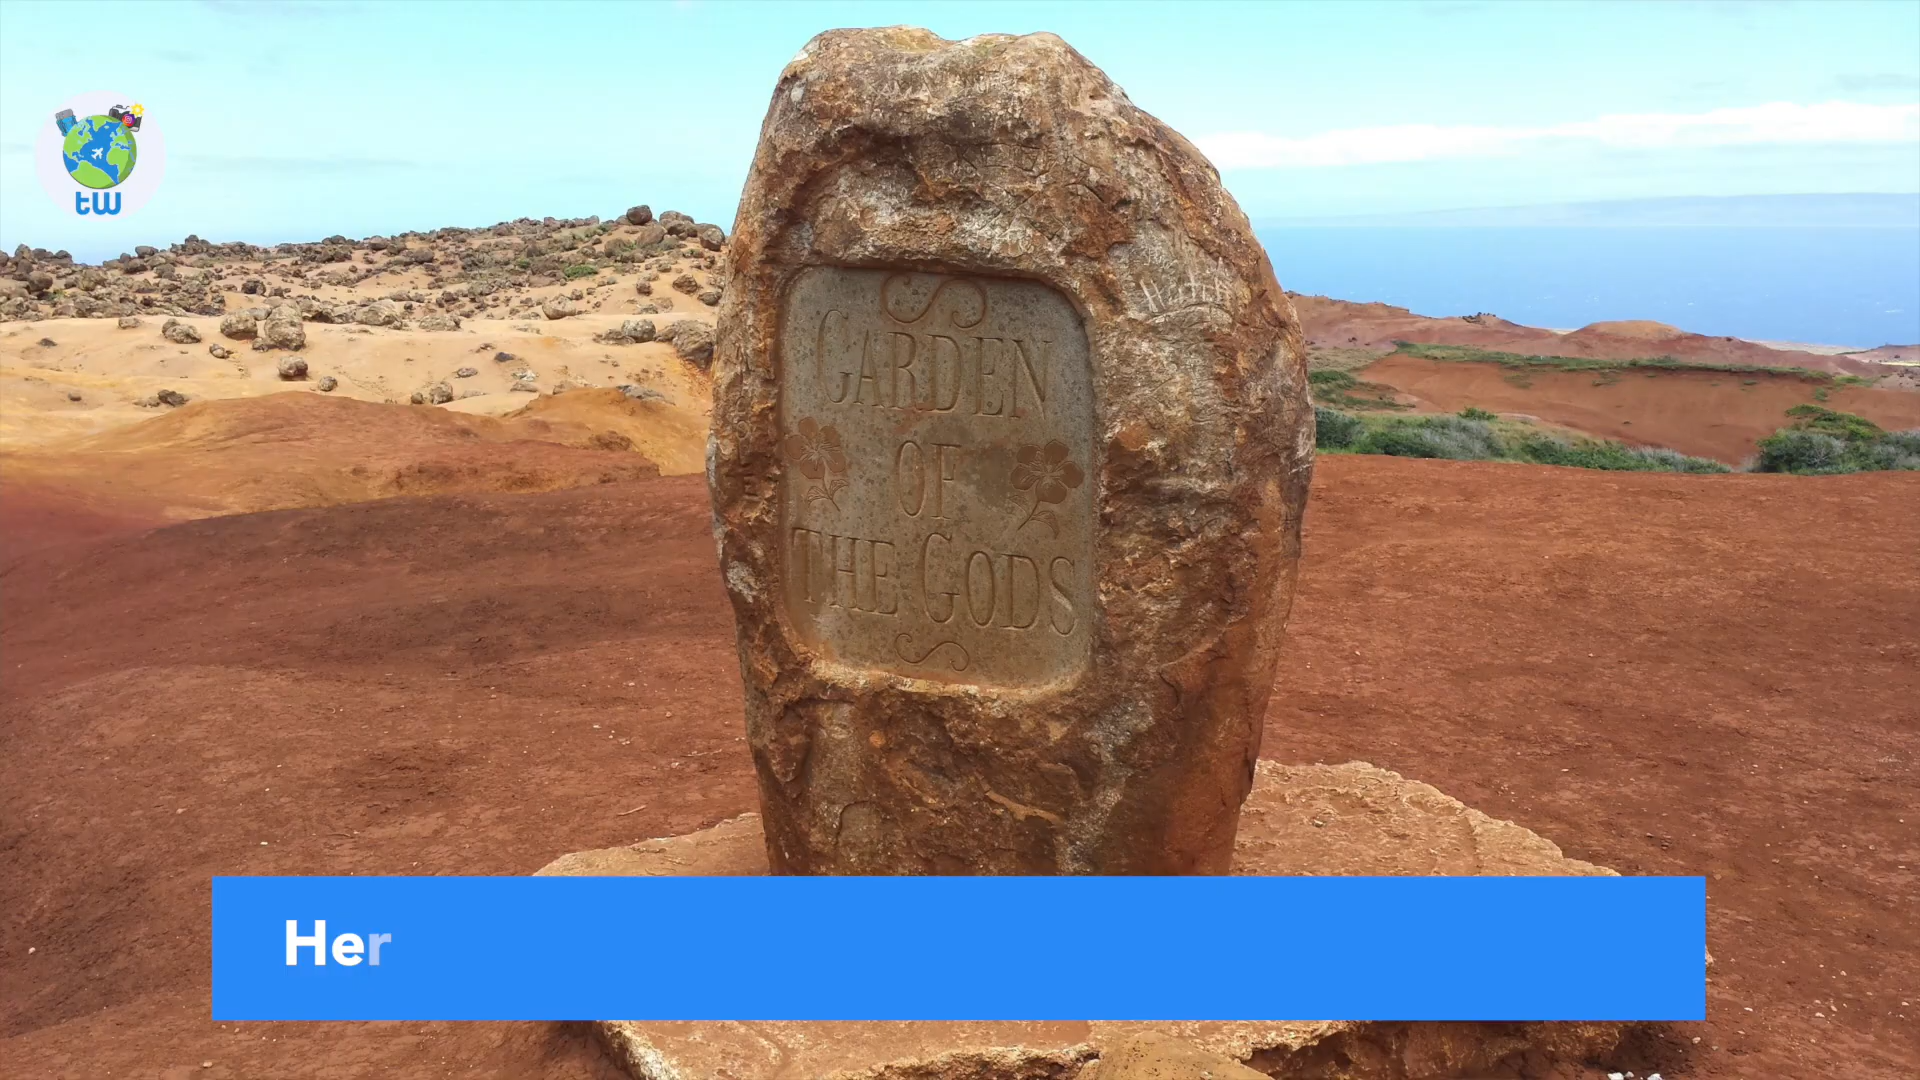 tw
GARDEN
OF
THE GODS
Her